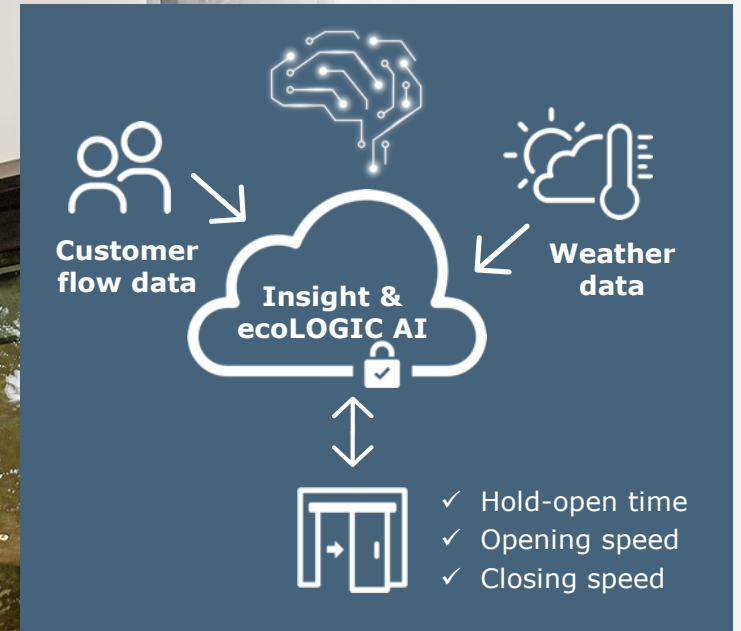 Customer
flow data
Weather
data
Insight &
ecoLOGIC AI
✓ Hold-open time
✓ Opening speed
✓ Closing speed